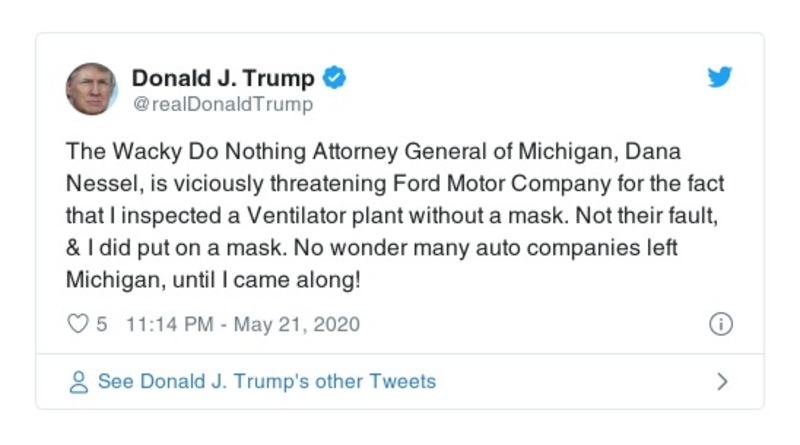 Donald J. Trump
@realDonaldTrump
The Wacky Do Nothing Attorney General of Michigan, Dana
Nessel, is viciously threatening Ford Motor Company for the fact
that I inspected a Ventilator plant without a mask. Not their fault,
& I did put on a mask. No wonder many auto companies left
Michigan, until I came along!
5 11:14 PM - May 21, 2020
See Donald J. Trump's other Tweets